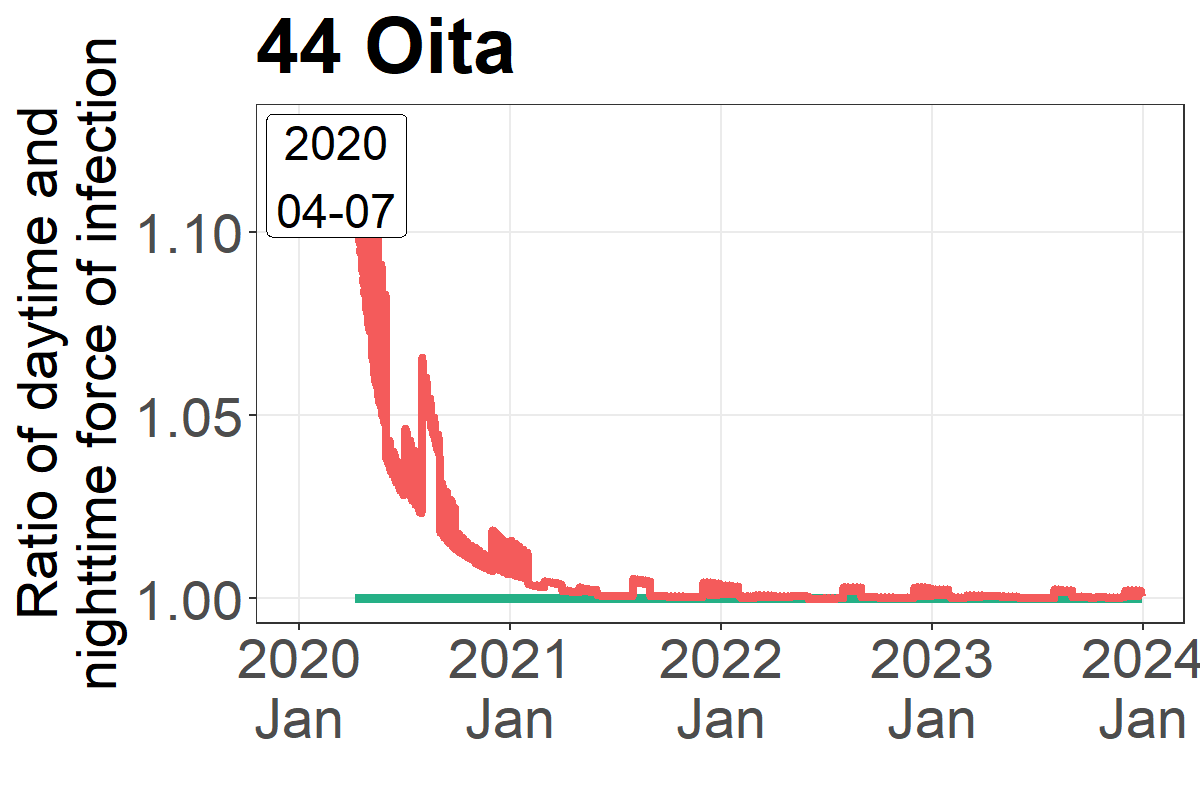 44 Oita
Ratio of daytime and
nighttime force of infection
2020
04-07
1.10
1.05
1.00
2020
Jan
2021
Jan
2022
Jan
2023
Jan
2024
Jan